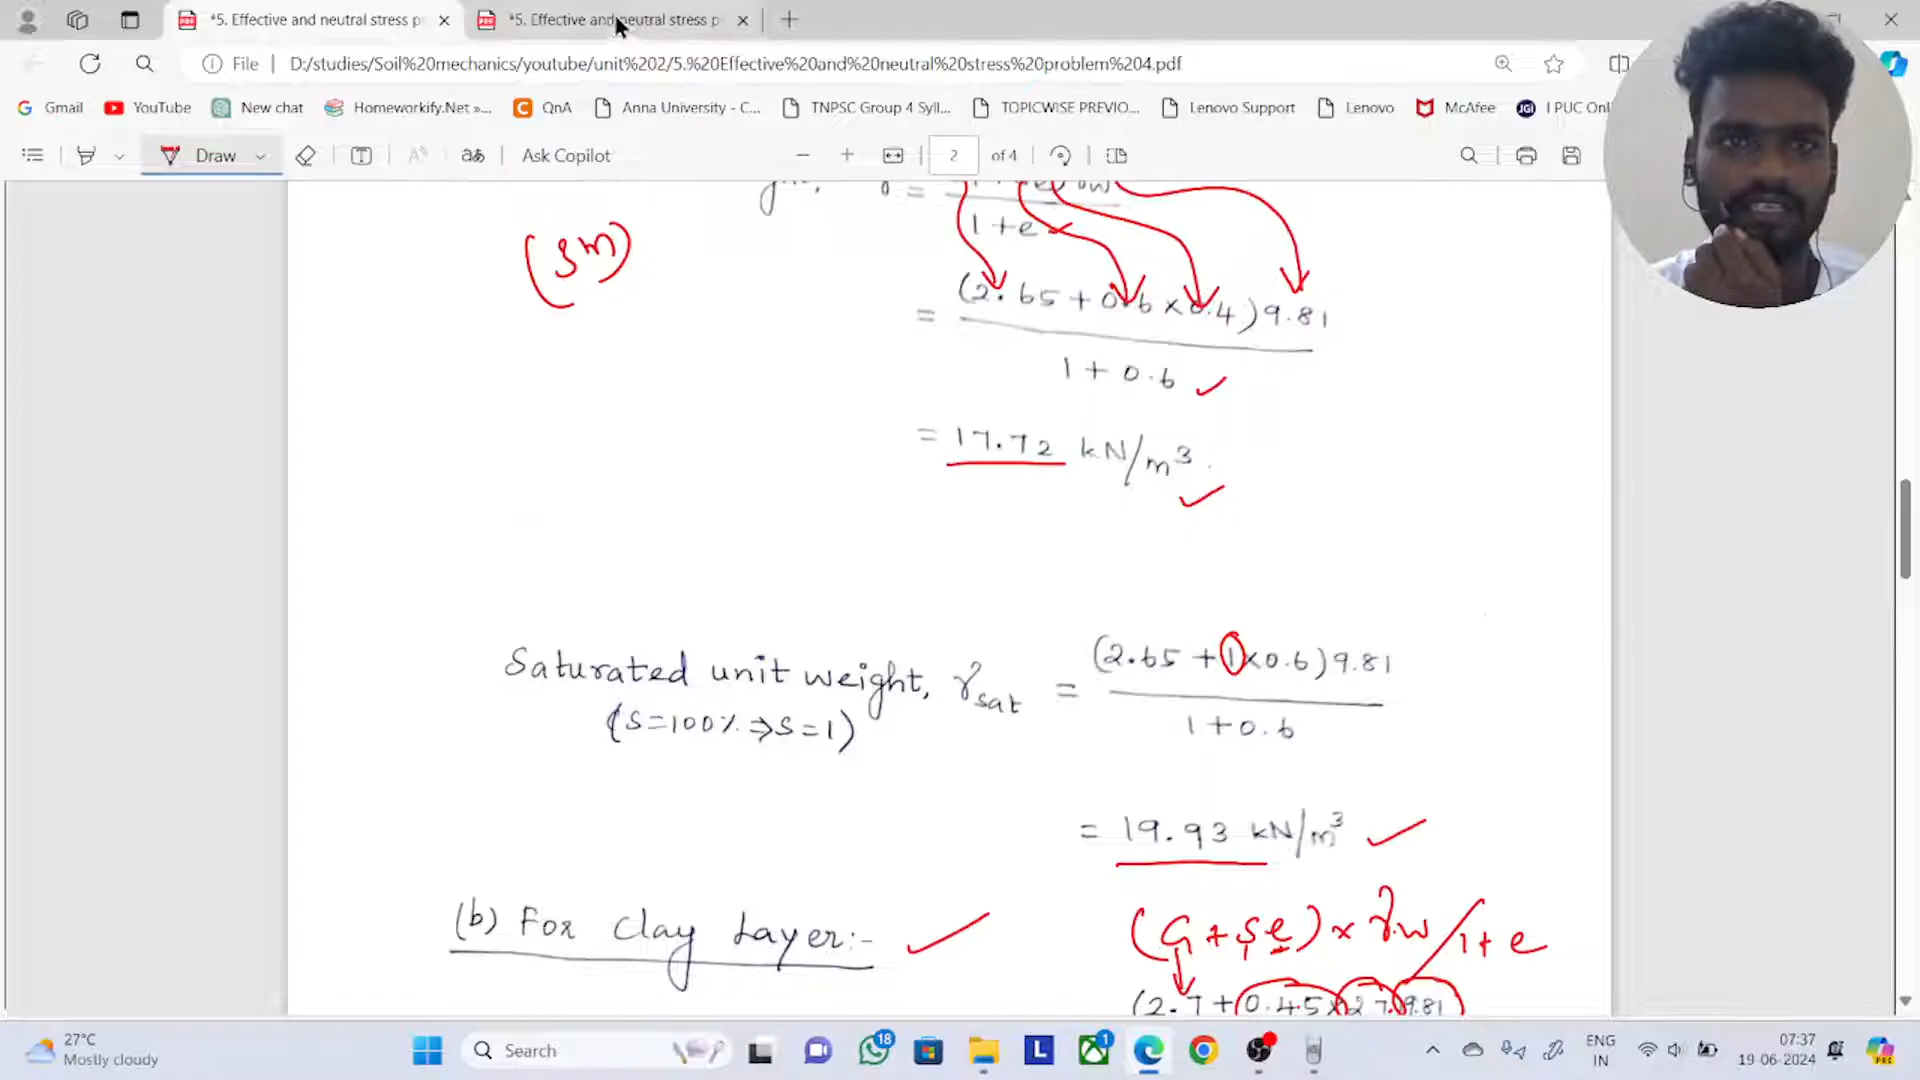 *5. Effective and neutral stress p
*5. Effective and neutral stress p
File
D:/studies/Soil%20mechanics/youtube/unit%202/5.%20Effective%20and%20neutral%20stress%20problem%204.pdf
Gmail
YouTube
New chat
Homeworkify.Net »...
QnA
Anna University - C...
TNPSC Group 4 Syll...
TOPICWISE PREVIO...
Lenovo Support
Lenovo
McAfee
I PUC Onl
Draw
aあ
Ask Copilot
2
of 4
1+e
(2.65+0.6×0.4)9.81
=
1+0.6
= 17.72 kN/m³
Saturated unit weight, γsat = (2.65+1×0.6)9.81
(S=100% ⇒ S=1)
1+0.6
= 19.93 kN/m³
(b) For Clay Layer:-
(G+Se)×γw/1+e
27°C
Mostly cloudy
Search
18
1
ENG
IN
07:37
19-06-2024